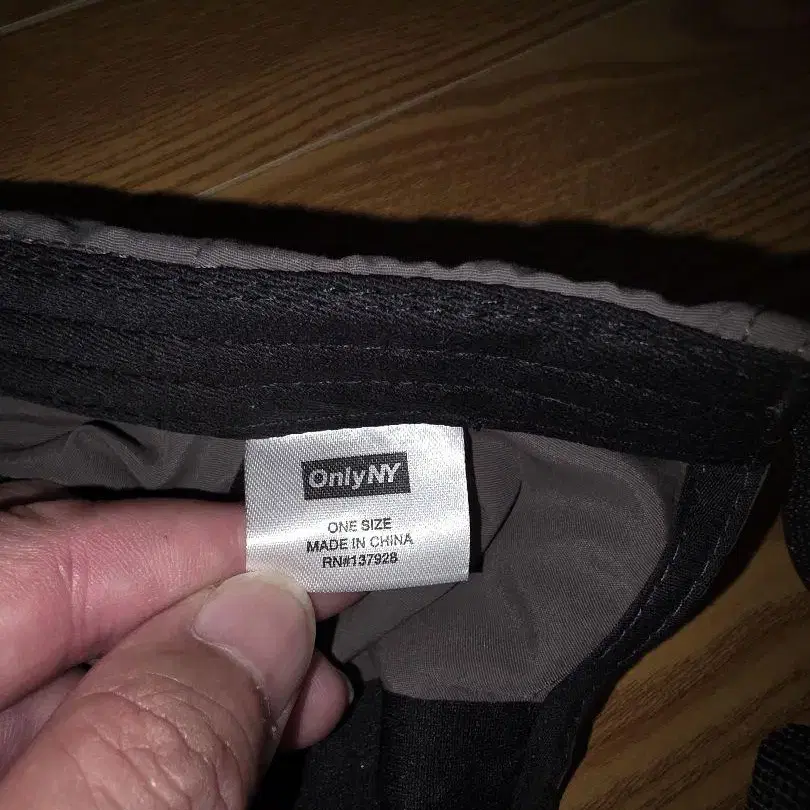 OnlyNY
ONE SIZE
MADE IN CHINA
RN#137928